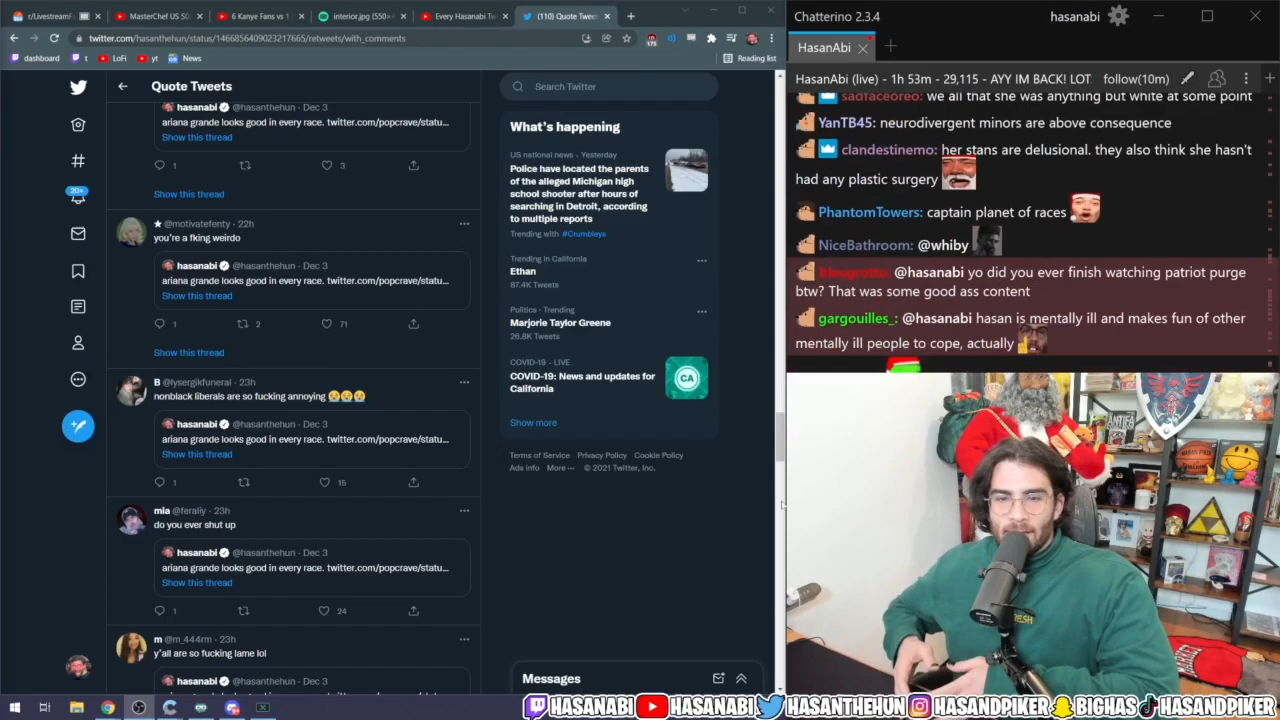 r/Livestream
MasterChef US S0
6 Kanye Fans vs 1
interior.jpg (550×4
Every Hasanabi Tw
(110) Quote Tweets
twitter.com/hasanthehun/status/1466856409023217665/retweets/with_comments
175
dashboard
t
LoFi
yt
News
Reading list
Quote Tweets
hasanabi @hasanthehun · Dec 3
ariana grande looks good in every race. twitter.com/popcrave/statu...
Show this thread
1
3
Show this thread
20+
★ @motivatefenty · 22h
you're a fking weirdo
hasanabi @hasanthehun · Dec 3
ariana grande looks good in every race. twitter.com/popcrave/statu...
Show this thread
1
2
71
Show this thread
B @lysergikfuneral · 23h
nonblack liberals are so fucking annoying 😭😭😭
hasanabi @hasanthehun · Dec 3
ariana grande looks good in every race. twitter.com/popcrave/statu...
Show this thread
1
15
mia @feraliy · 23h
do you ever shut up
hasanabi @hasanthehun · Dec 3
ariana grande looks good in every race. twitter.com/popcrave/statu...
Show this thread
1
24
m @m_444rm · 23h
y'all are so fucking lame lol
hasanabi @hasanthehun · Dec 3
Search Twitter
What's happening
US national news · Yesterday
Police have located the parents
of the alleged Michigan high
school shooter after hours of
searching in Detroit, according
to multiple reports
Trending with #Crumbleys
Trending in California
Ethan
87.4K Tweets
Politics · Trending
Marjorie Taylor Greene
26.8K Tweets
COVID-19 · LIVE
COVID-19: News and updates for
California
CA
Show more
Terms of Service Privacy Policy Cookie Policy
Ads info More ··· © 2021 Twitter, Inc.
Messages
Chatterino 2.3.4
hasanabi
HasanAbi
HasanAbi (live) - 1h 53m - 29,115 - AYY IM BACK! LOT follow(10m)
sadfaceoreo: we all that she was anything but white at some point
YanTB45: neurodivergent minors are above consequence
clandestinemo: her stans are delusional. they also think she hasn't
had any plastic surgery
PhantomTowers: captain planet of races
NiceBathroom: @whiby
@hasanabi yo did you ever finish watching patriot purge
btw? That was some good ass content
gargouilles_: @hasanabi hasan is mentally ill and makes fun of other
mentally ill people to cope, actually
ANTIFA
HASANABI
HASANABI
HASANTHEHUN
HASANDPIKER
BIGHAS
HASANDPIKER